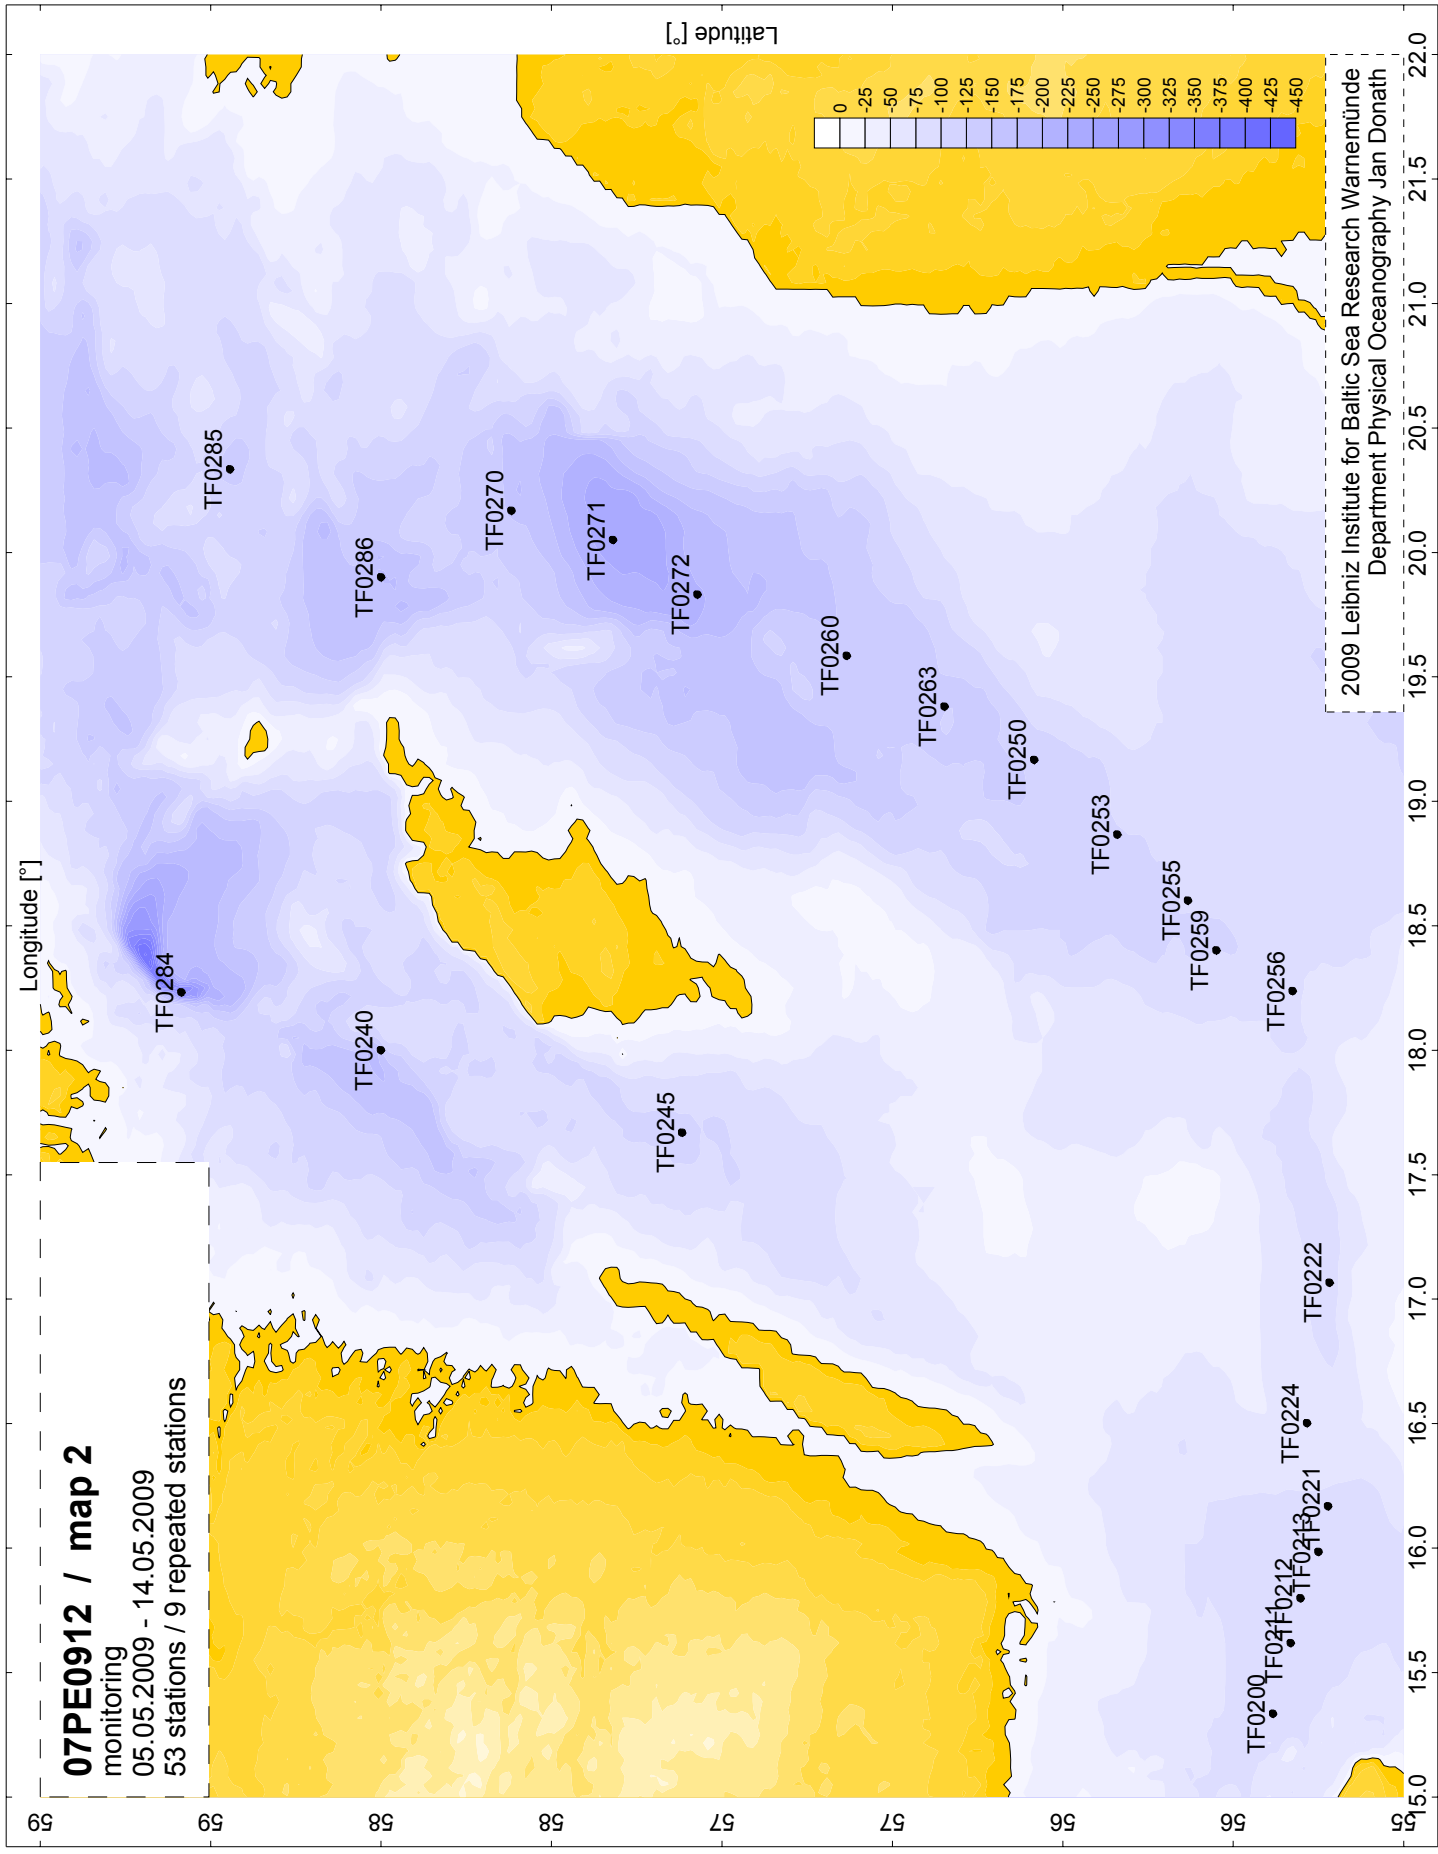 07PE0912 / map 2
monitoring
05.05.2009 - 14.05.2009
53 stations / 9 repeated stations
Longitude [°]
Latitude [°]
TF0284
TF0285
TF0240
TF0286
TF0270
TF0271
TF0245
TF0272
TF0260
TF0263
TF0250
TF0253
TF0255
TF0259
TF0256
TF0200
TF0211
TF0212
TF0213
TF0221
TF0224
TF0222
0
-25
-50
-75
-100
-125
-150
-175
-200
-225
-250
-275
-300
-325
-350
-375
-400
-425
-450
2009 Leibniz Institute for Baltic Sea Research Warnemünde
Department Physical Oceanography Jan Donath
59
59
58
58
57
57
56
56
55
15.0
15.5
16.0
16.5
17.0
17.5
18.0
18.5
19.0
19.5
20.0
20.5
21.0
21.5
22.0